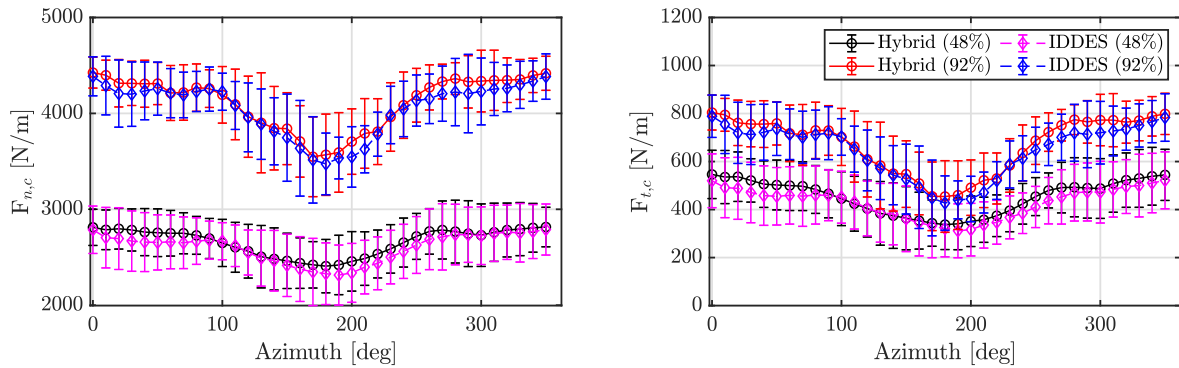 5000
4000
3000
2000
F_{n,c} [N/m]
0
100
200
300
Azimuth [deg]
1200
1000
800
600
400
200
0
F_{t,c} [N/m]
Hybrid (48%)
IDDES (48%)
Hybrid (92%)
IDDES (92%)
0
100
200
300
Azimuth [deg]